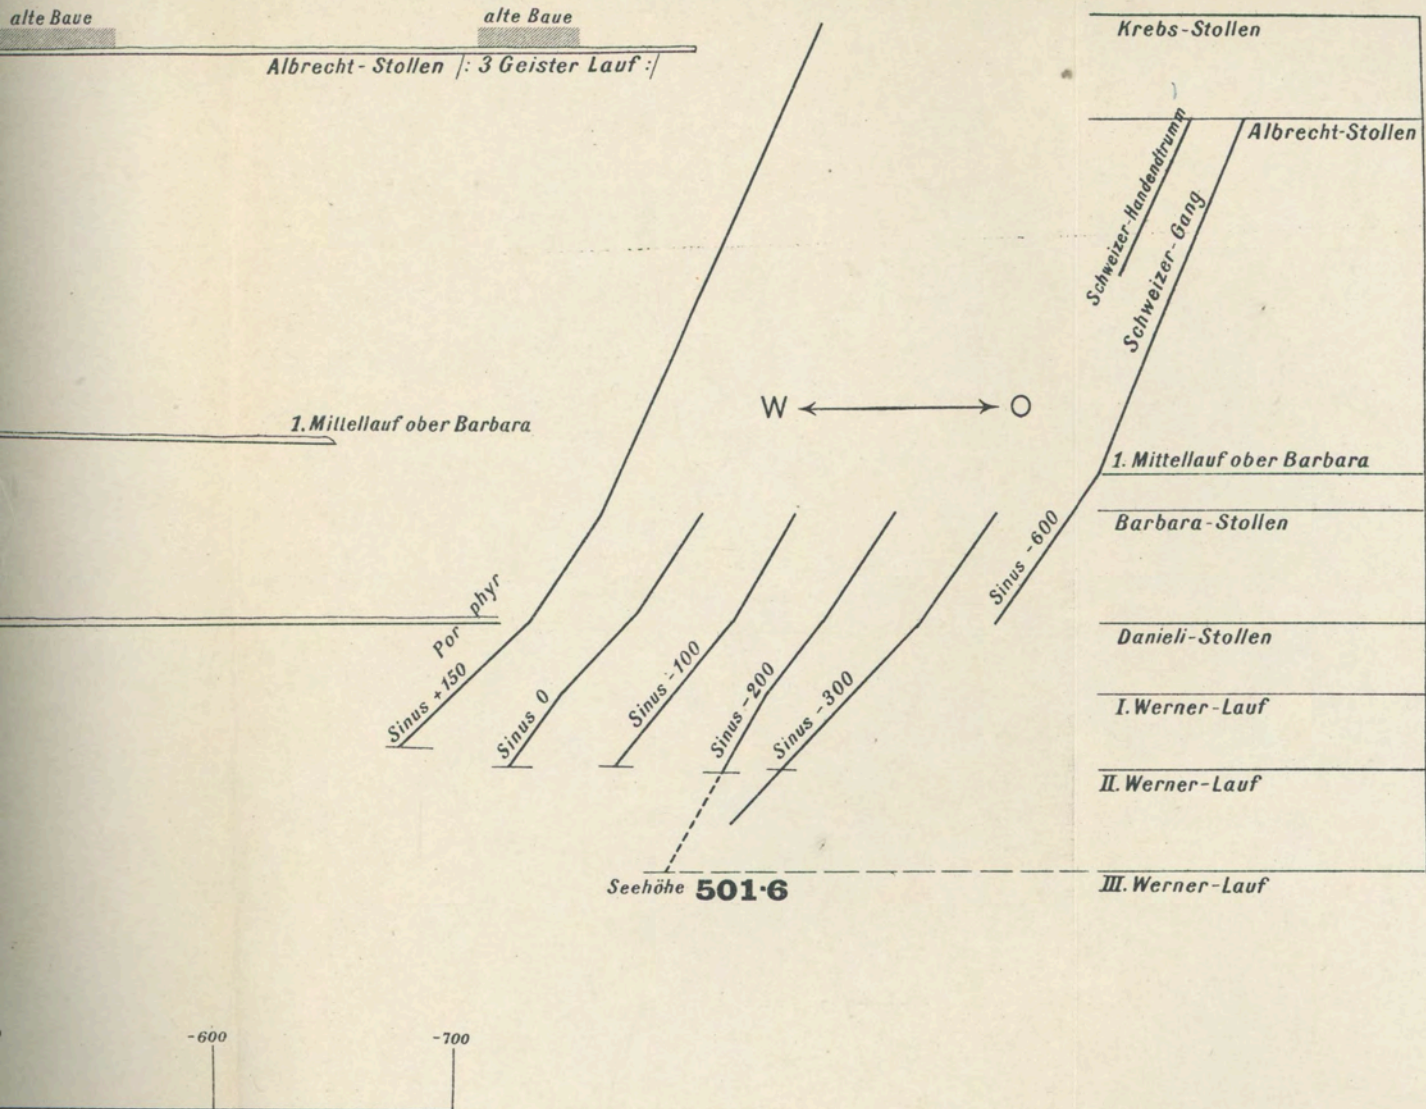 alte Baue
alte Baue
Albrecht-Stollen /: 3 Geister Lauf :/
Krebs-Stollen
Albrecht-Stollen
Schweizer-Handendtrumm
Schweizer-Gang
W
O
1. Mittellauf ober Barbara
1. Mittellauf ober Barbara
Barbara-Stollen
Sinus -600
Porphyr
Danieli-Stollen
Sinus +150
Sinus 0
Sinus -100
Sinus -200
Sinus -300
I. Werner-Lauf
II. Werner-Lauf
Seehöhe 501·6
III. Werner-Lauf
-600
-700